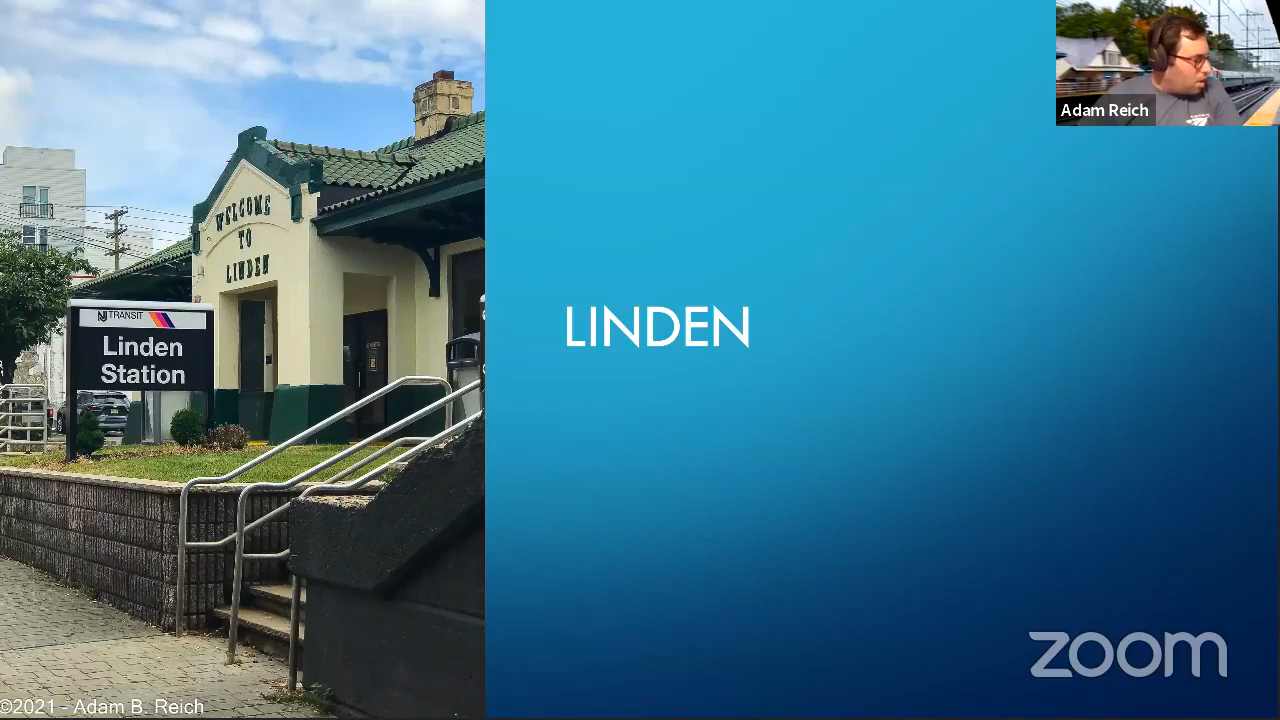 WELCOME
TO
LINDEN
NJ TRANSIT
Linden
Station
©2021 - Adam B. Reich
LINDEN
Adam Reich
zoom